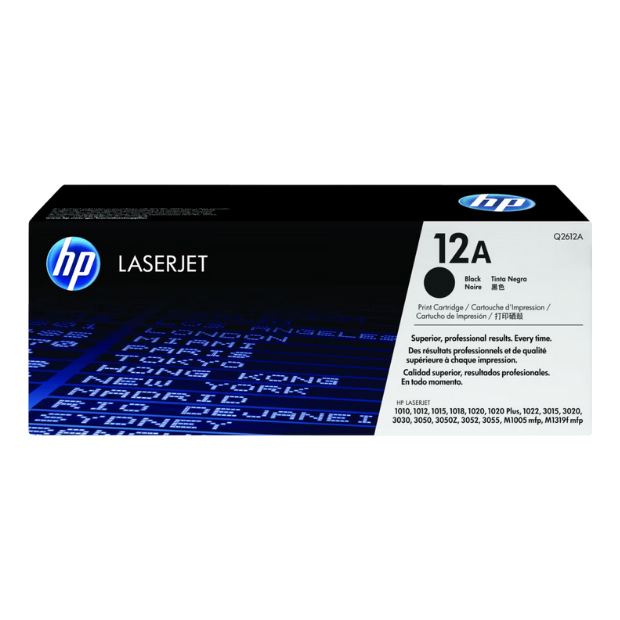 hp
hp
LASERJET
12A
Q2612A
Black Tinta Negra
Noire 黑色
Print Cartridge / Cartouche d'Impression /
Cartucho de Impresión / 打印硒鼓
Superior, professional results. Every time.
Des résultats professionnels et de qualité
supérieure à chaque impression.
Calidad superior, resultados profesionales.
En todo momento.
HP LASERJET
1010, 1012, 1015, 1018, 1020, 1020 Plus, 1022, 3015, 3020,
3030, 3050, 3050Z, 3052, 3055, M1005 mfp, M1319f mfp
LOS ANGELES
MIAMI
PARIS
TOKYO
HONG KONG
NEW YORK
MADRID
RIO DE JANEI